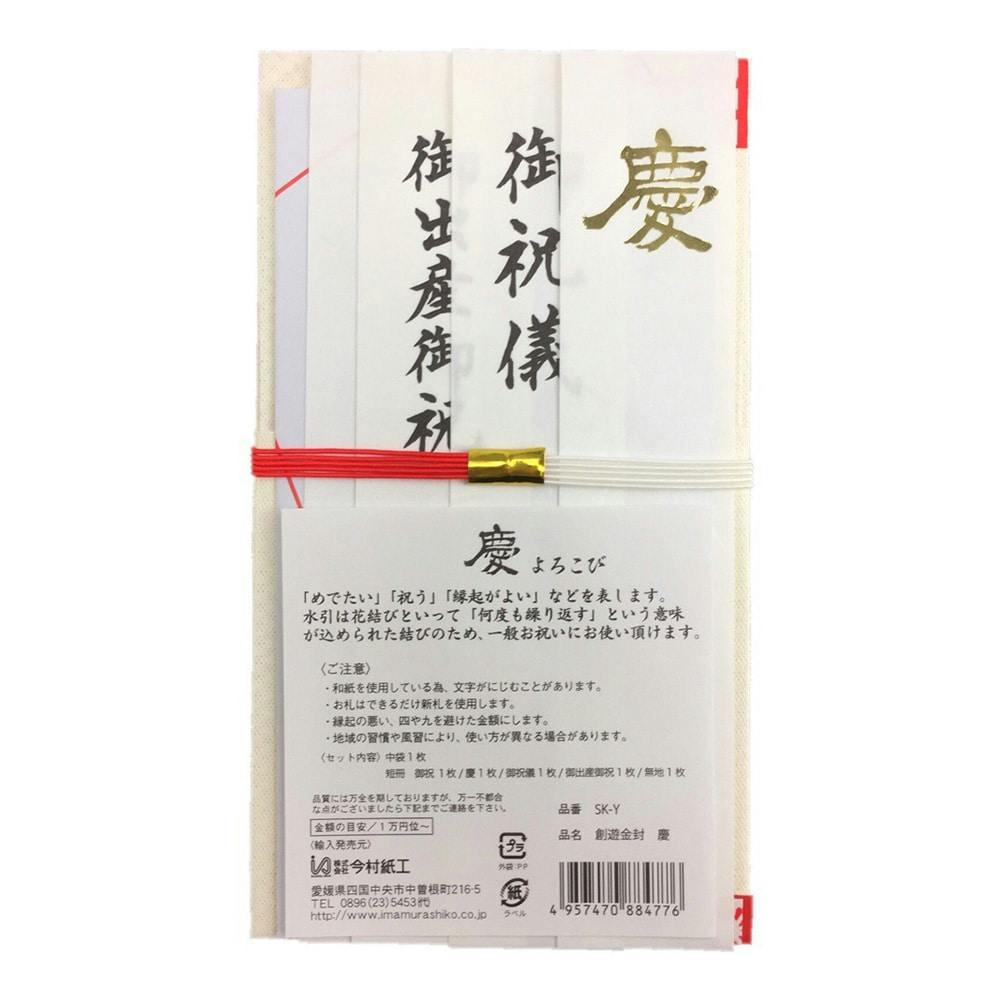 慶
御祝儀
御出産御祝
慶 よろこび
「めでたい」「祝う」「縁起がよい」などを表します。
水引は花結びといって「何度も繰り返す」という意味
が込められた結びのため、一般お祝いにお使い頂けます。
〈ご注意〉
・和紙を使用している為、文字がにじむことがあります。
・お札はできるだけ新札を使用します。
・縁起の悪い、四や九を避けた金額にします。
・地域の習慣や風習により、使い方が異なる場合があります。
〈セット内容〉中袋1枚
短冊 御祝1枚/慶1枚/御祝儀1枚/御出産御祝1枚/無地1枚
品質には万全を期しておりますが、万一不都合
な点がございましたら下記までご連絡を下さい。
金額の目安/1万円位～
〈輸入発売元〉
株式会社 今村紙工
愛媛県四国中央市中曽根町216-5
TEL 0896(23)5453㈹
http://www.imamurashiko.co.jp
プラ
外袋:PP
紙
ラベル
品番 SK-Y
品名 創遊金封 慶
4 957470 884776